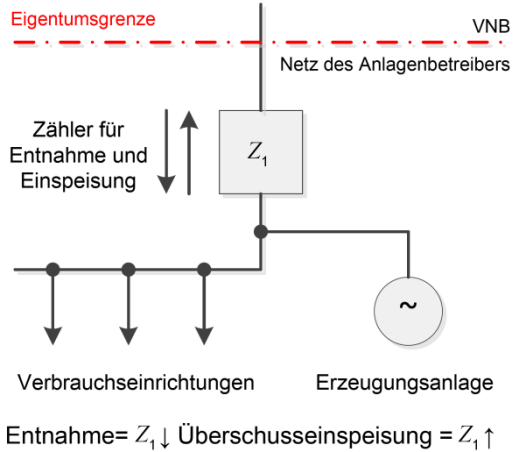 Eigentumsgrenze
VNB
Netz des Anlagenbetreibers
Zähler für
Entnahme und
Einspeisung
Z₁
~
Verbrauchseinrichtungen
Erzeugungsanlage
Entnahme= Z₁↓ Überschusseinspeisung = Z₁↑